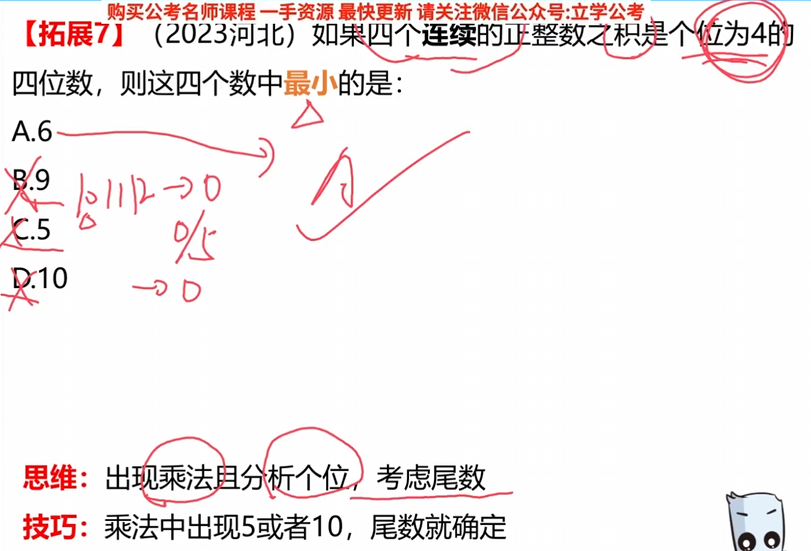 购买公考名师课程 一手资源 最快更新 请关注微信公众号:立学公考
【拓展7】（2023河北）如果四个连续的正整数之积是个位为4的
四位数，则这四个数中最小的是：
A.6
B.9 10 11 12 → 0
C.5 0/5
D.10 → 0
思维：出现乘法且分析个位，考虑尾数
技巧：乘法中出现5或者10，尾数就确定